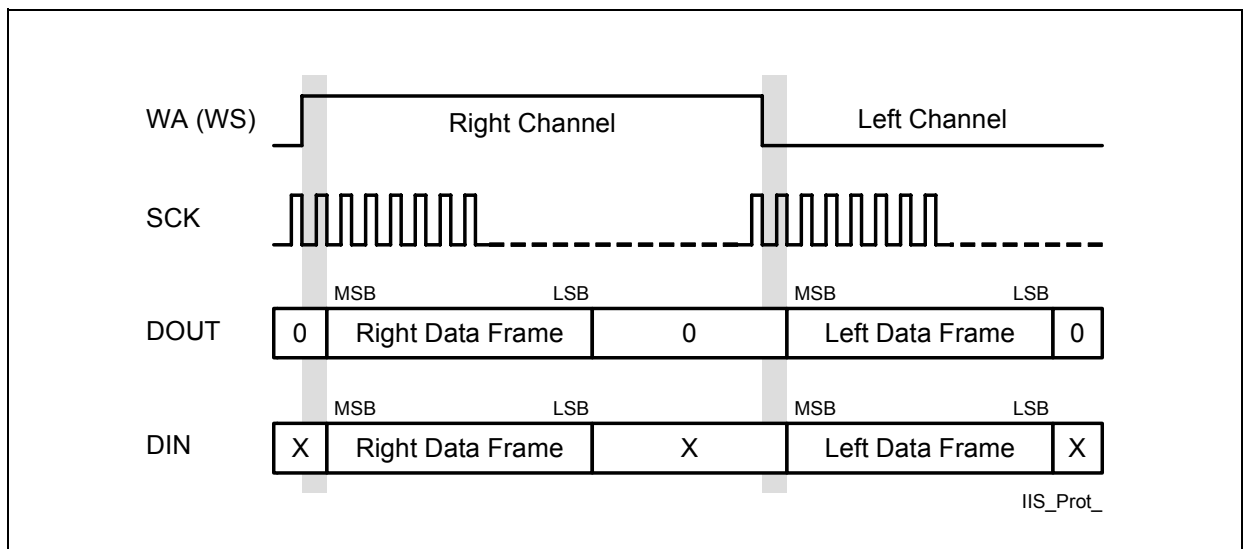 WA (WS)
Right Channel
Left Channel
SCK
MSB
LSB
MSB
LSB
DOUT
0
Right Data Frame
0
Left Data Frame
0
MSB
LSB
MSB
LSB
DIN
X
Right Data Frame
X
Left Data Frame
X
IIS_Prot_